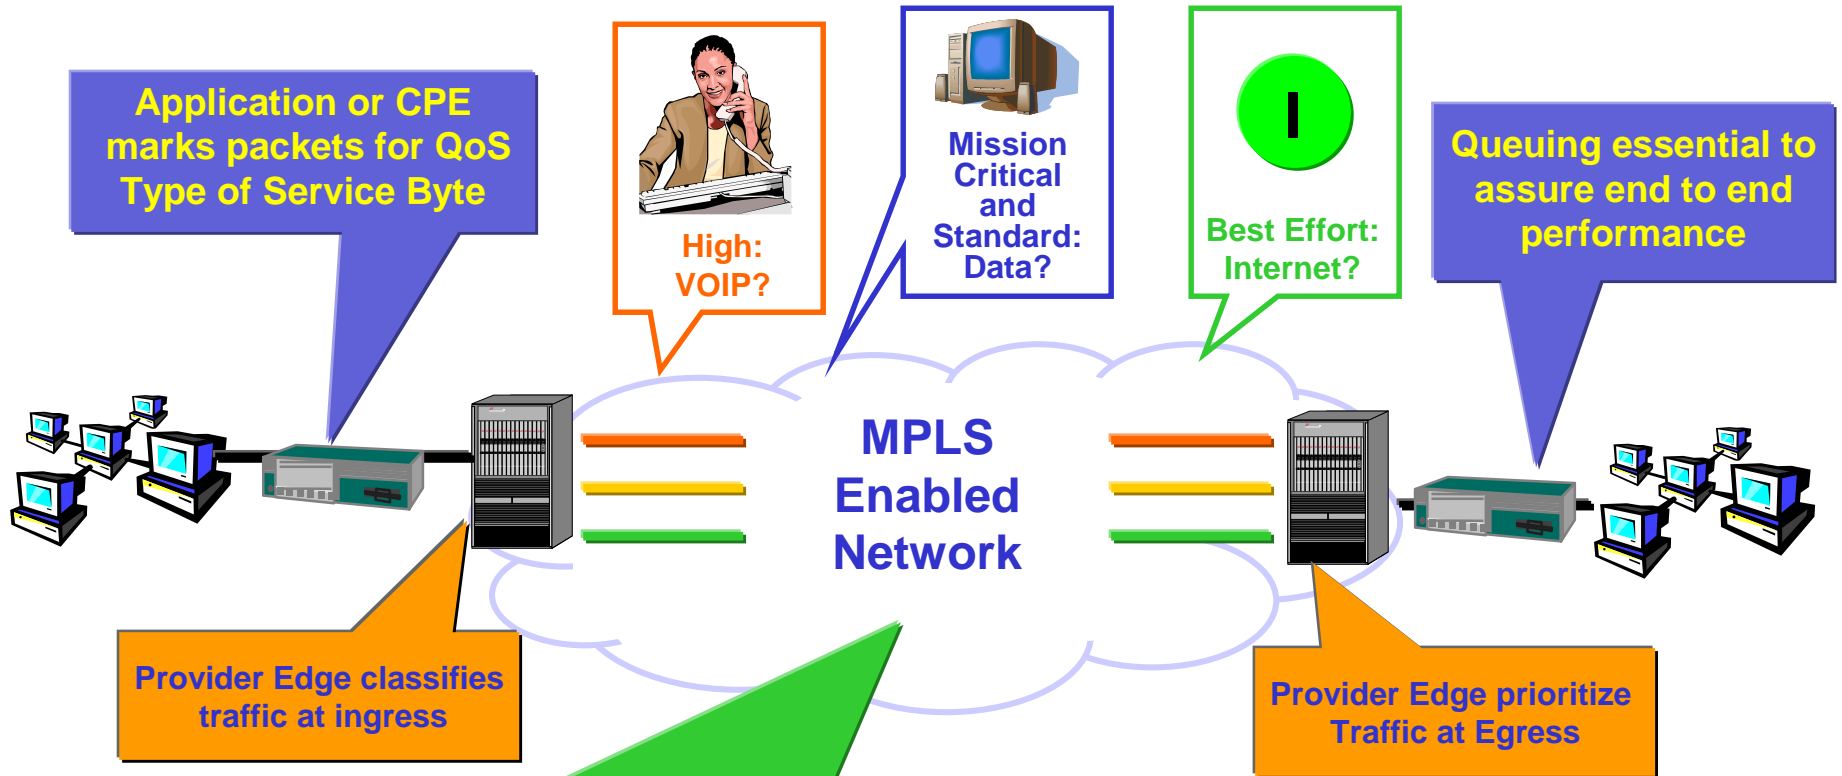 Application or CPE
marks packets for QoS
Type of Service Byte
High:
VOIP?
Mission
Critical
and
Standard:
Data?
I
Best Effort:
Internet?
Queuing essential to
assure end to end
performance
MPLS
Enabled
Network
Provider Edge classifies
traffic at ingress
Provider Edge prioritize
Traffic at Egress